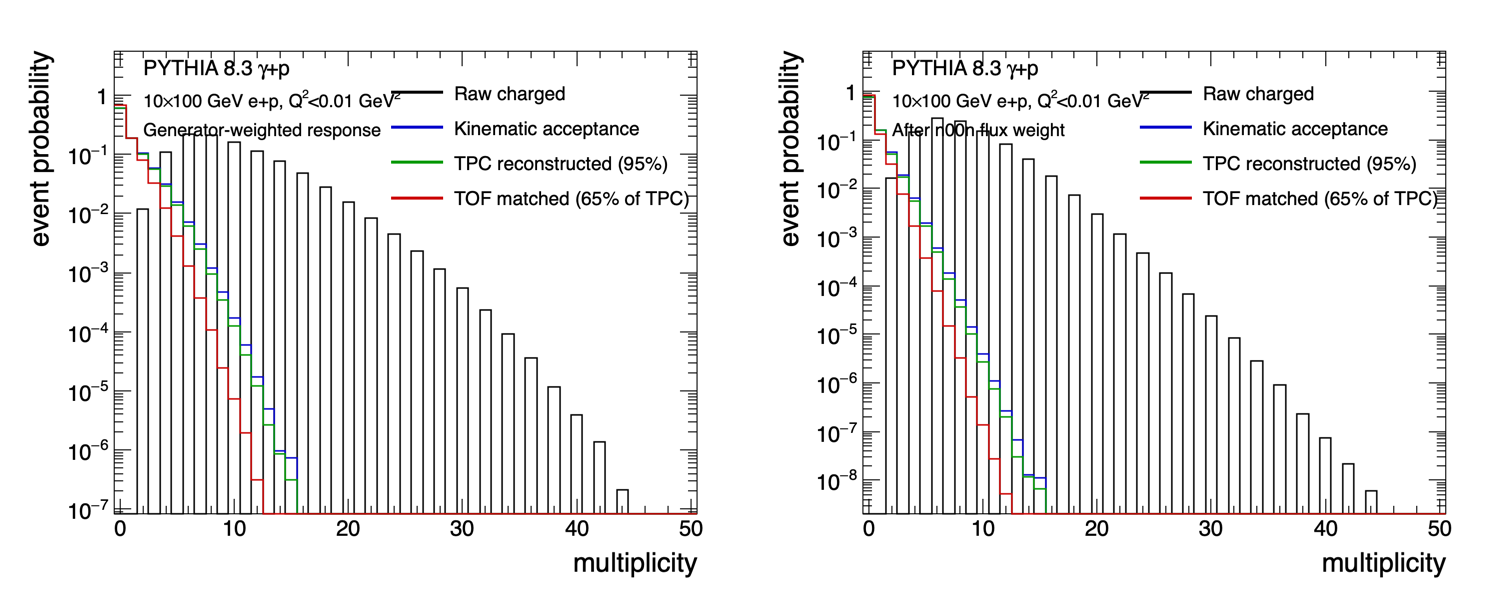 event probability
PYTHIA 8.3 γ+p
10×100 GeV e+p, Q²<0.01 GeV²
Generator-weighted response
Raw charged
Kinematic acceptance
TPC reconstructed (95%)
TOF matched (65% of TPC)
1
10⁻¹
10⁻²
10⁻³
10⁻⁴
10⁻⁵
10⁻⁶
10⁻⁷
0 10 20 30 40 50
multiplicity
event probability
PYTHIA 8.3 γ+p
10×100 GeV e+p, Q²<0.01 GeV²
After n00n flux weight
Raw charged
Kinematic acceptance
TPC reconstructed (95%)
TOF matched (65% of TPC)
1
10⁻¹
10⁻²
10⁻³
10⁻⁴
10⁻⁵
10⁻⁶
10⁻⁷
10⁻⁸
0 10 20 30 40 50
multiplicity